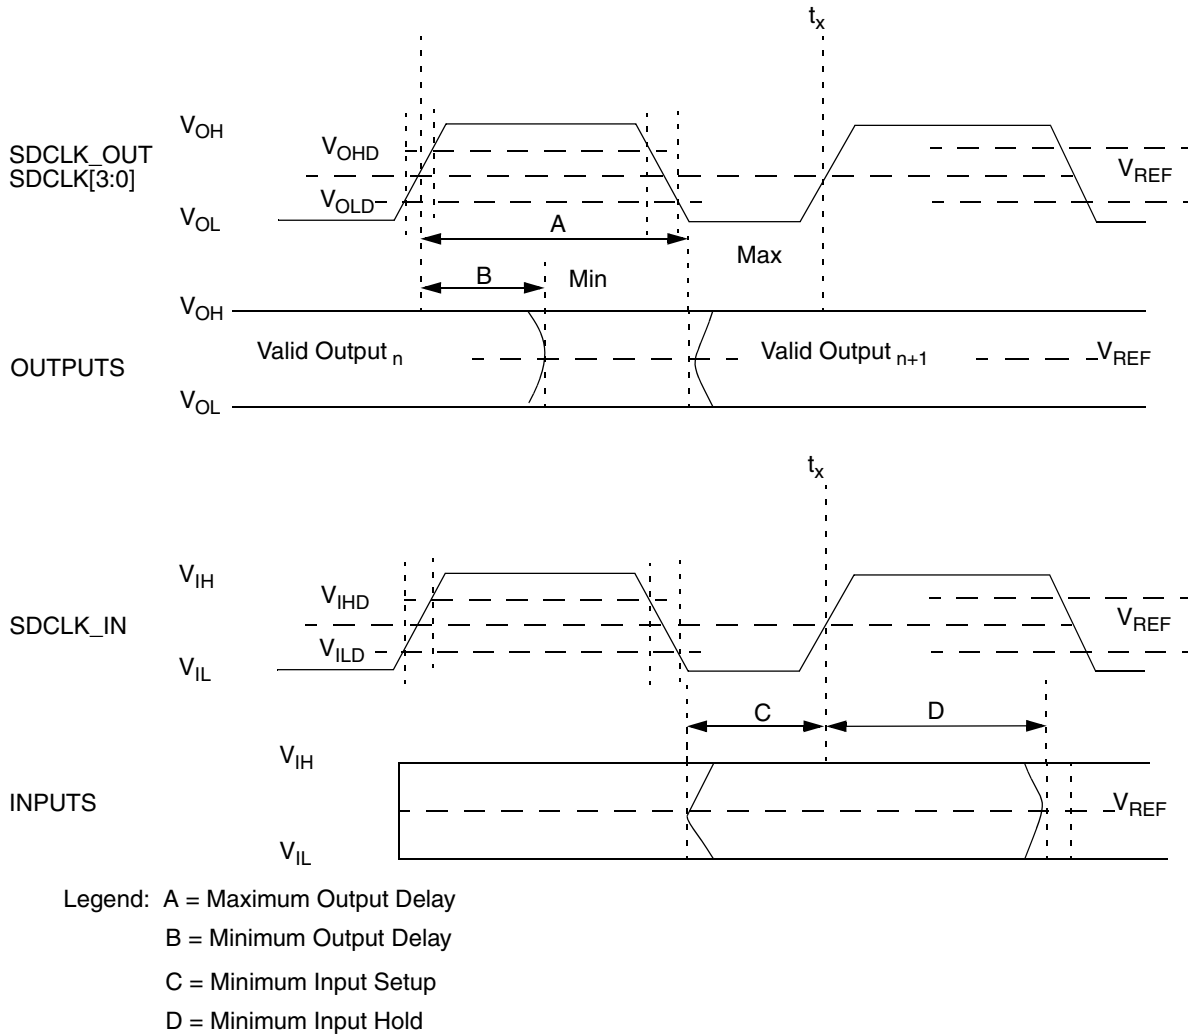 tx
VOH
SDCLK_OUT
SDCLK[3:0]
VOHD
VREF
VOLD
VOL
A
Max
B
Min
VOH
Valid Output n
Valid Output n+1
OUTPUTS
VREF
VOL
tx
VIH
VIHD
SDCLK_IN
VREF
VILD
VIL
C
D
VIH
INPUTS
VREF
VIL
Legend: A = Maximum Output Delay
B = Minimum Output Delay
C = Minimum Input Setup
D = Minimum Input Hold